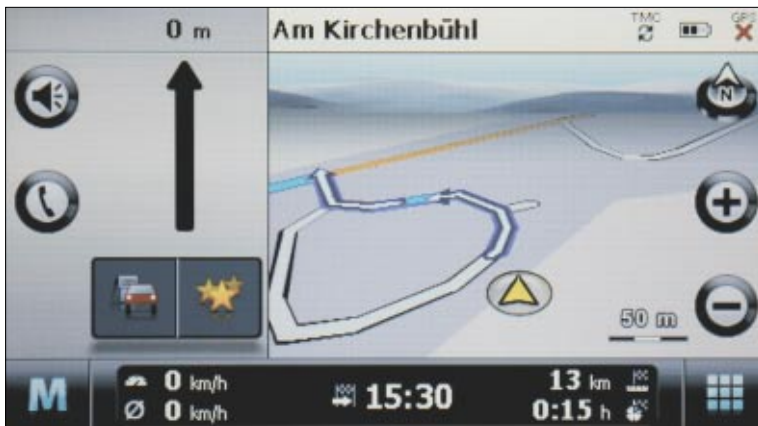 0 m
Am Kirchenbühl
TMC
GPS
N
50 m
M
0 km/h
Ø 0 km/h
15:30
13 km
0:15 h